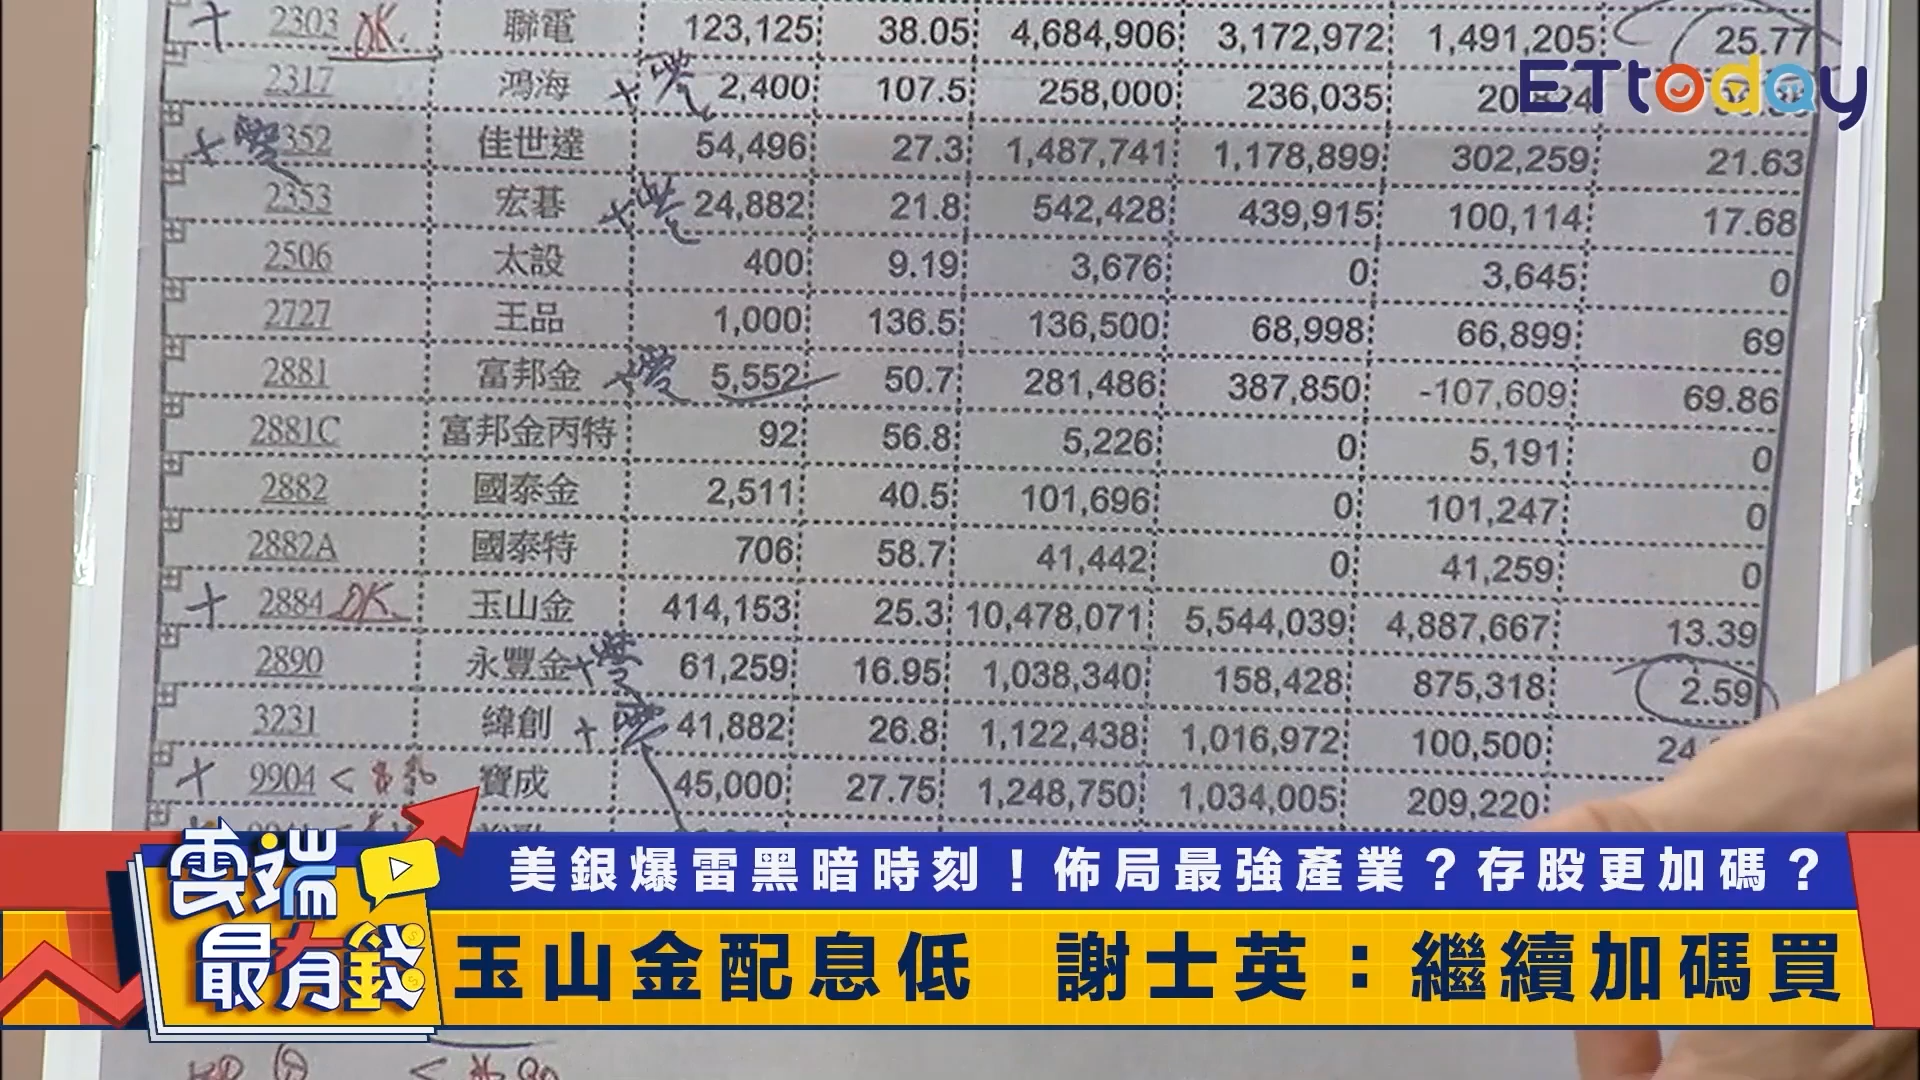 2303 OK. 聯電 123,125 38.05 4,684,906 3,172,972 1,491,205 25.77
ETtoday
2317 鴻海 + 2,400 107.5 258,000 236,035
+ 2352 佳世達 54,496 27.3 1,487,741 1,178,899 302,259 21.63
2353 宏碁 + 24,882 21.8 542,428 439,915 100,114 17.68
2506 太設 400 9.19 3,676 0 3,645 0
2727 王品 1,000 136.5 136,500 68,998 66,899 69
2881 富邦金 + 5,552 50.7 281,486 387,850 -107,609 69.86
2881C 富邦金丙特 92 56.8 5,226 0 5,191 0
2882 國泰金 2,511 40.5 101,696 0 101,247 0
2882A 國泰特 706 58.7 41,442 0 41,259 0
+ 2884 OK 玉山金 414,153 25.3 10,478,071 5,544,039 4,887,667 13.39
2890 永豐金 + 61,259 16.95 1,038,340 158,428 875,318 2.59
3231 緯創 + 41,882 26.8 1,122,438 1,016,972 100,500 24
+ 9904 < 寶成 45,000 27.75 1,248,750 1,034,005 209,220
雲端最有錢
美銀爆雷黑暗時刻！佈局最強產業？存股更加碼？
玉山金配息低 謝士英：繼續加碼買